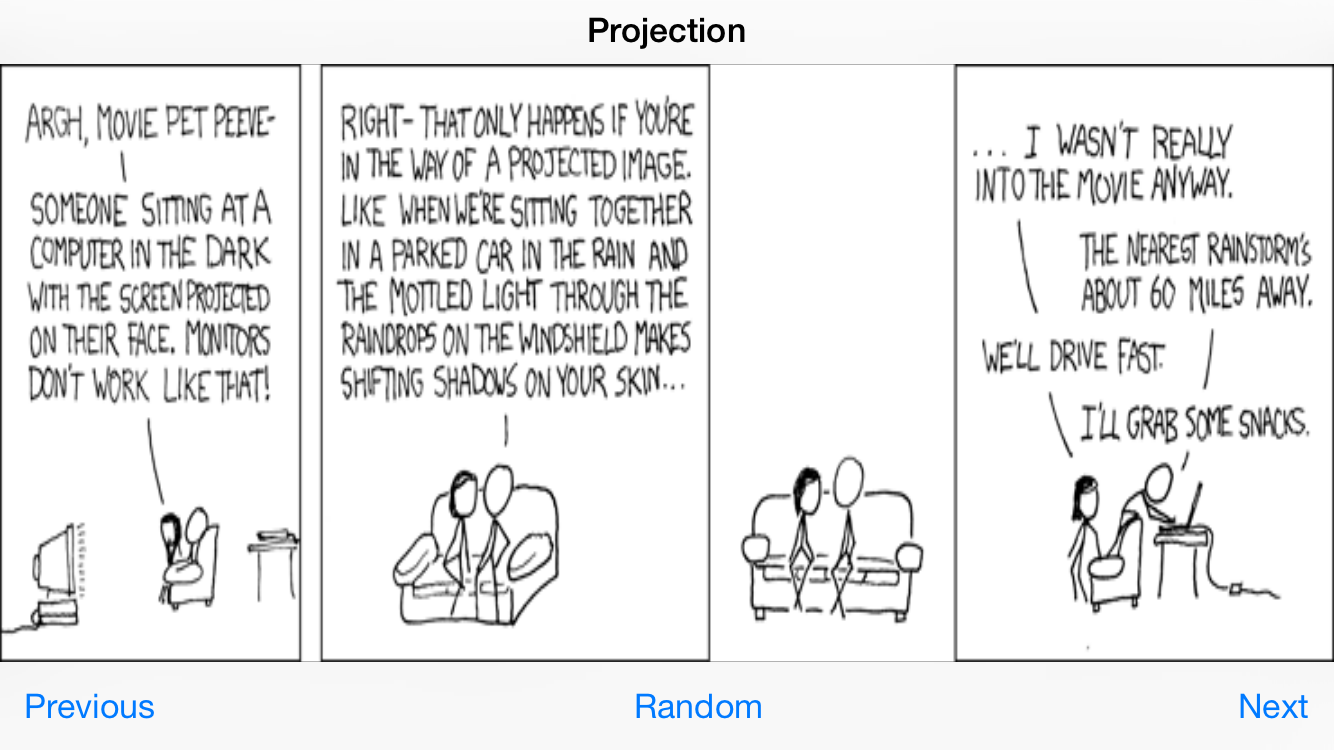 Projection
ARGH, MOVIE PET PEEVE-
SOMEONE SITTING AT A
COMPUTER IN THE DARK
WITH THE SCREEN PROJECTED
ON THEIR FACE. MONITORS
DON'T WORK LIKE THAT!
RIGHT- THAT ONLY HAPPENS IF YOU'RE
IN THE WAY OF A PROJECTED IMAGE.
LIKE WHEN WE'RE SITTING TOGETHER
IN A PARKED CAR IN THE RAIN AND
THE MOTTLED LIGHT THROUGH THE
RAINDROPS ON THE WINDSHIELD MAKES
SHIFTING SHADOWS ON YOUR SKIN...
... I WASN'T REALLY
INTO THE MOVIE ANYWAY.
THE NEAREST RAINSTORM'S
ABOUT 60 MILES AWAY.
WE'LL DRIVE FAST.
I'LL GRAB SOME SNACKS.
Previous
Random
Next